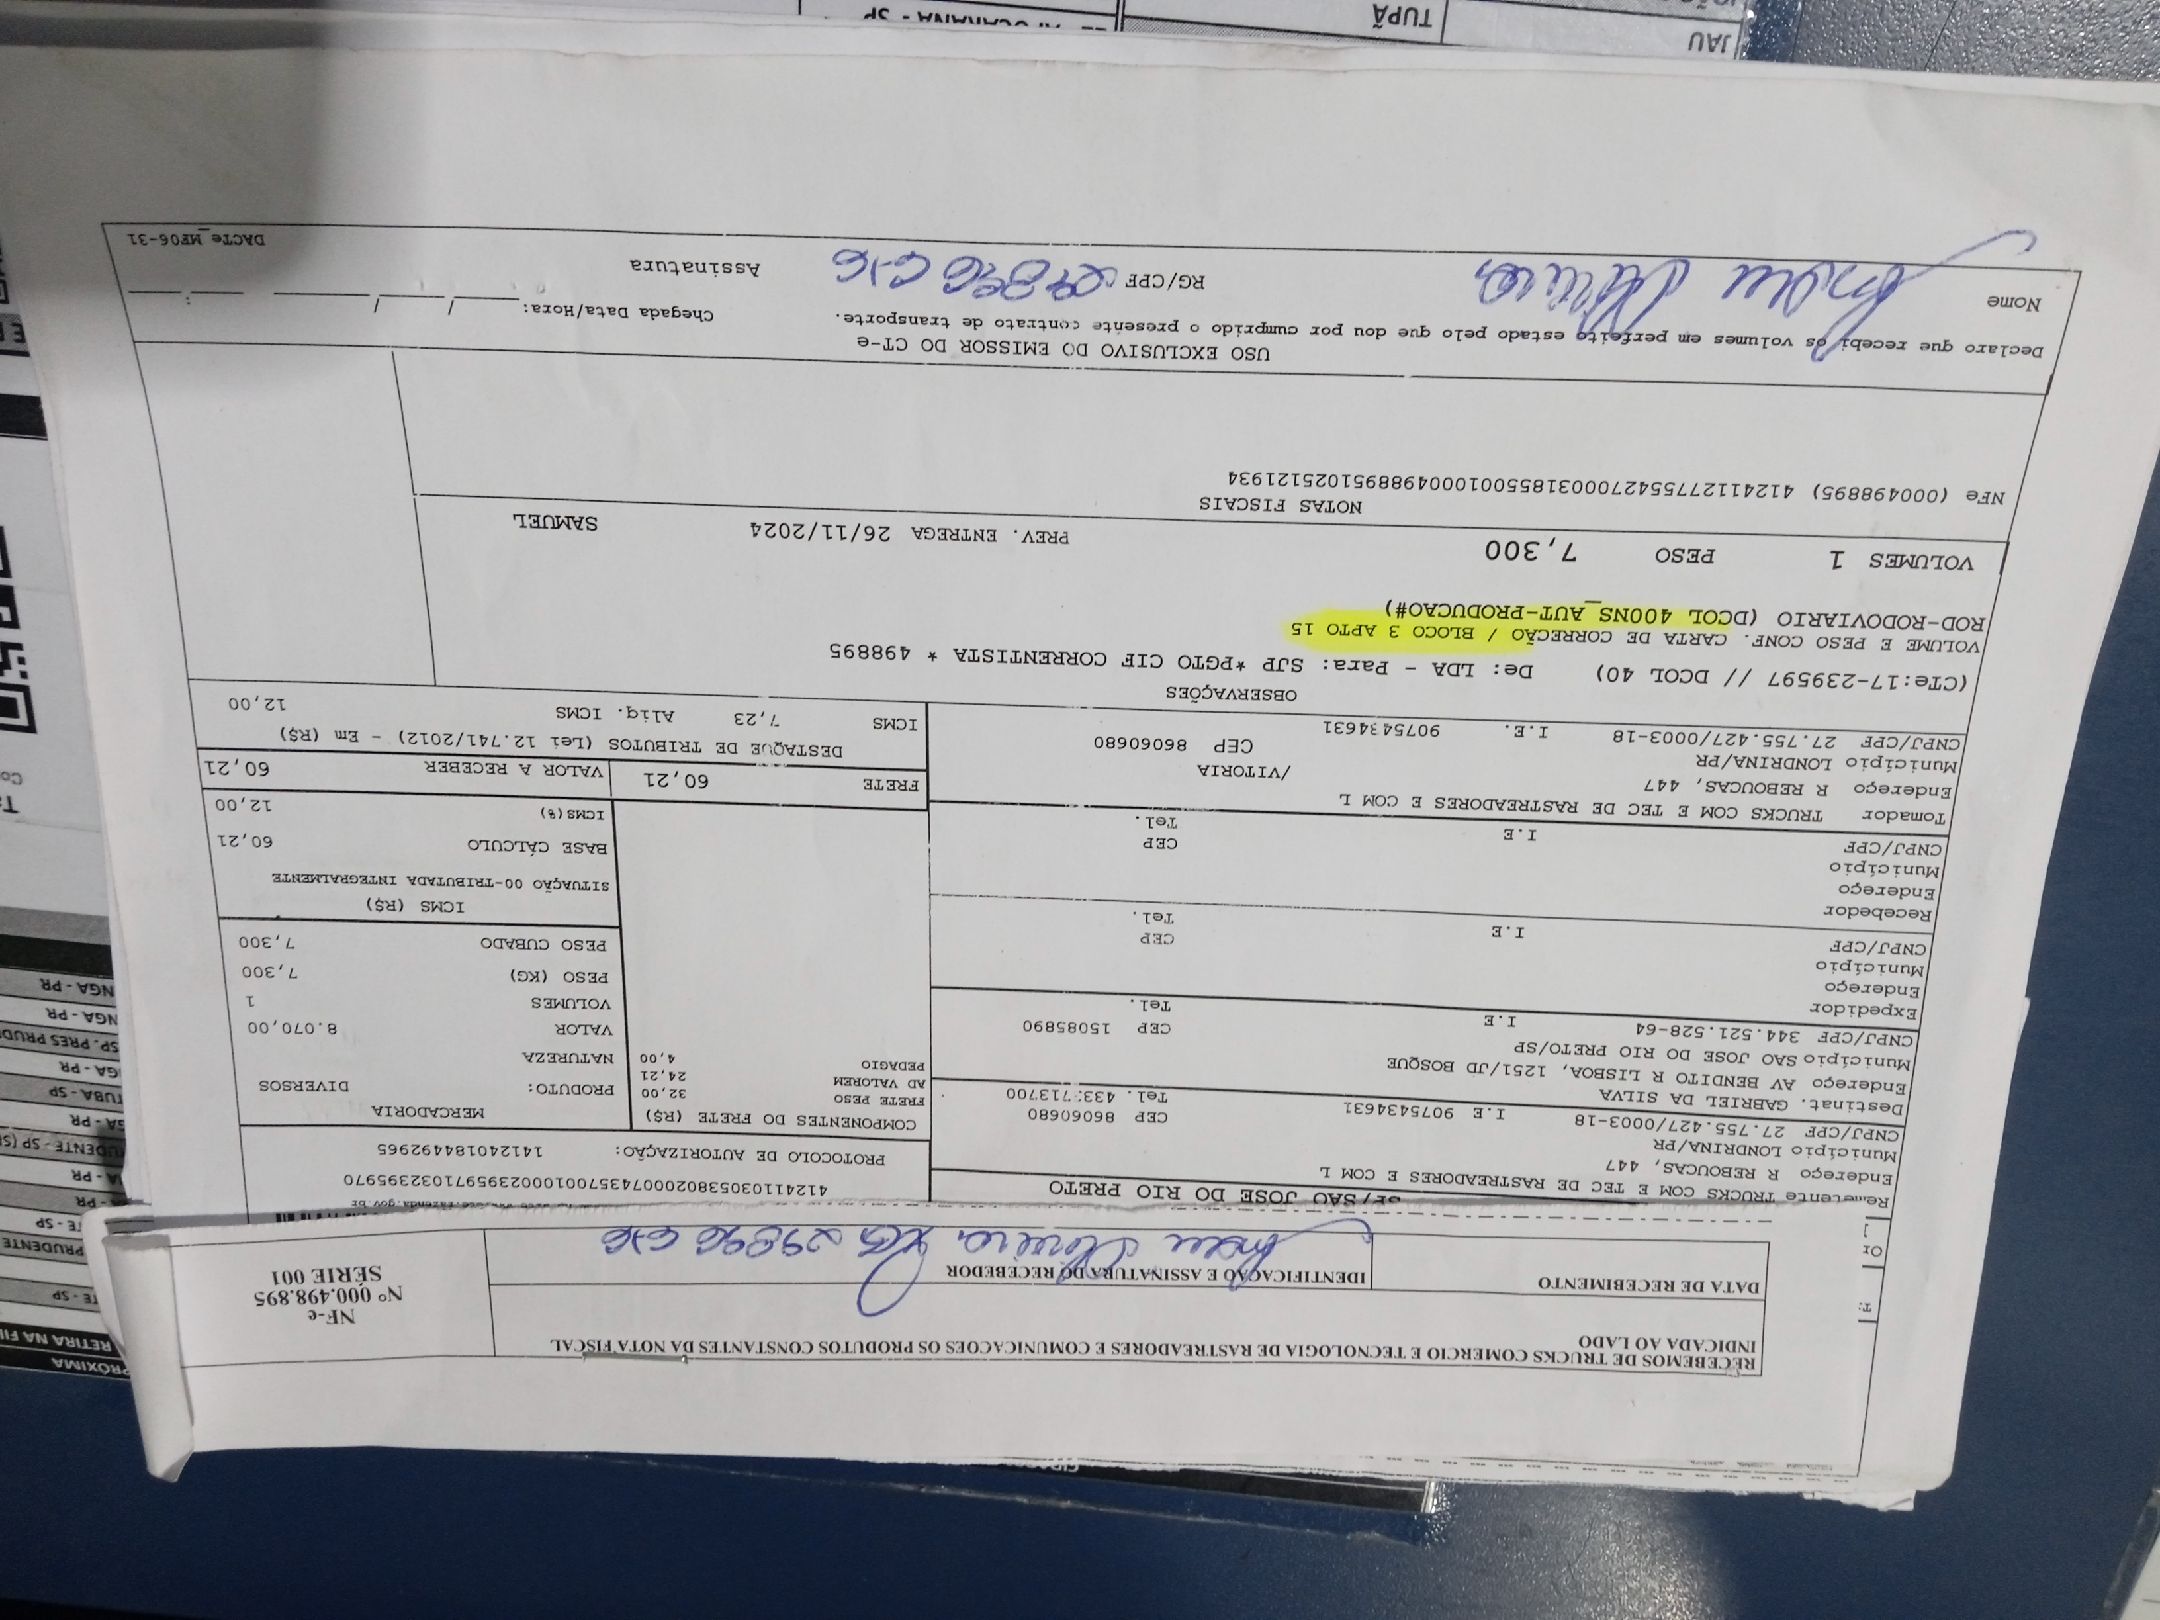 RECEBEMOS DE TRUCKS COMERCIO E TECNOLOGIA DE RASTREADORES E COMUNICACOES OS PRODUTOS CONSTANTES DA NOTA FISCAL
INDICADA AO LADO
DATA DE RECEBIMENTO
IDENTIFICAÇÃO E ASSINATURA DO RECEBEDOR
NF-e
Nº 000.498.895
SÉRIE 001
SP/SAO JOSE DO RIO PRETO
Remetente TRUCKS COM E TEC DE RASTREADORES E COM L
Endereço R REBOUCAS, 447
Município LONDRINA/PR
CEP 86060680
CNPJ/CPF 27.755.427/0003-18 I.E 9075434631
Destinat. GABRIEL DA SILVA
Endereço AV BENDITO R LISBOA, 1251/JD BOSQUE
Município SAO JOSE DO RIO PRETO/SP
CEP 15085890
CNPJ/CPF 344.521.528-64 I.E
Tel.
Expedidor
Endereço
Município
CEP
CNPJ/CPF I.E
Tel.
Recebedor
Endereço
Município
CEP
CNPJ/CPF I.E
Tel.
Tomador TRUCKS COM E TEC DE RASTREADORES E COM L
Endereço R REBOUCAS, 447 /VITORIA
Município LONDRINA/PR CEP 86060680
CNPJ/CPF 27.755.427/0003-18 I.E. 9075434631
41241103053802000743570010002395971032395970
PROTOCOLO DE AUTORIZAÇÃO: 141240184492965
COMPONENTES DO FRETE (R$)
FRETE PESO 32,00
AD VALOREM 24,21
PEDAGIO 4,00
MERCADORIA
PRODUTO: DIVERSOS
NATUREZA
VALOR 8.070,00
VOLUMES 1
PESO (KG) 7,300
PESO CUBADO 7,300
ICMS (R$)
SITUAÇÃO 00-TRIBUTADA INTEGRALMENTE
BASE CÁLCULO 60,21
ICMS(%) 12,00
FRETE 60,21 VALOR A RECEBER 60,21
DESTAQUE DE TRIBUTOS (Lei 12.741/2012) - Em (R$)
ICMS 7,23 Aliq. ICMS 12,00
OBSERVAÇÕES
(CTe:17-239597 // DCOL 40) De: LDA - Para: SJP *PGTO CIF CORRENTISTA * 498895
VOLUME E PESO CONF. CARTA DE CORREÇÃO / BLOCO 3 APTO 15
ROD-RODOVIARIO (DCOL 400NS_AUT-PRODUCAO#)
VOLUMES 1 PESO 7,300 PREV. ENTREGA 26/11/2024 SAMUEL
NOTAS FISCAIS
NFe (000498895) 41241127755427000318550010004988951025121934
USO EXCLUSIVO DO EMISSOR DO CT-e
Declaro que recebi os volumes em perfeito estado pelo que dou por cumprido o presente contrato de transporte.
Chegada Data/Hora: / / :
Nome RG/CPF Assinatura
DACTe_MF06-31
JAU
TUPÃ
PRÓXIMA
RETIRA NA FI